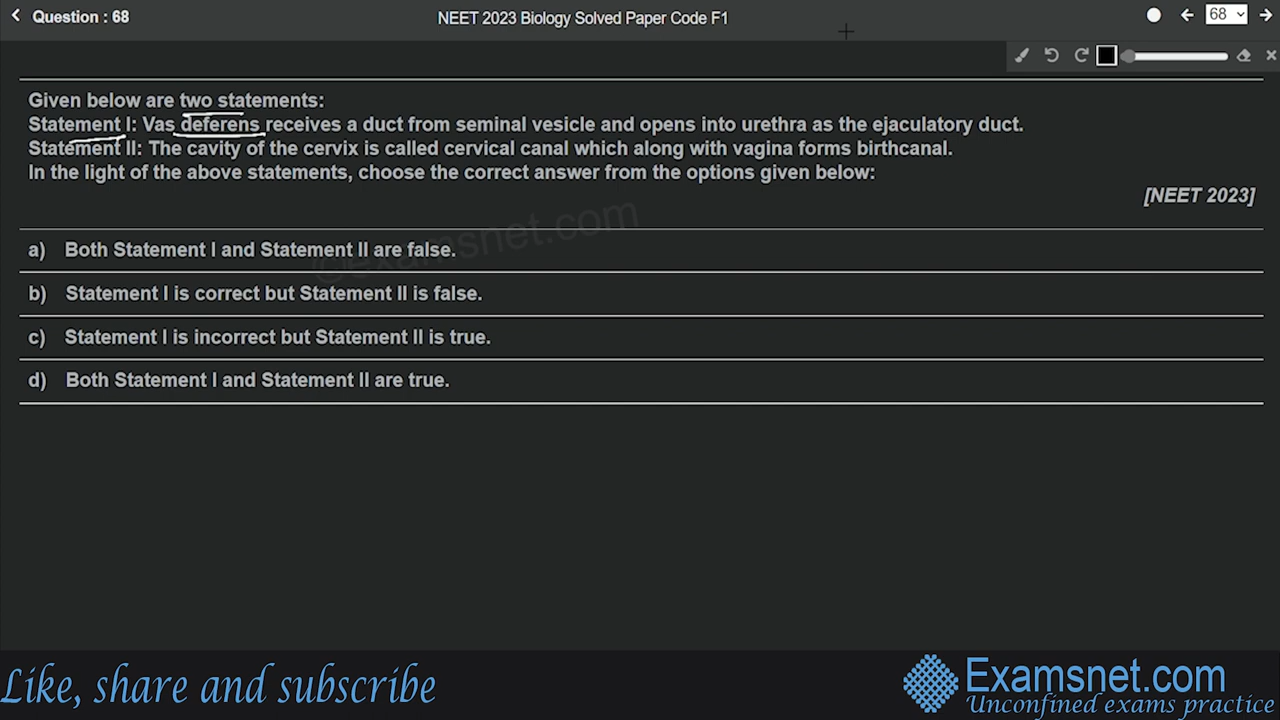 Question : 68
NEET 2023 Biology Solved Paper Code F1
68
Given below are two statements:
Statement I: Vas deferens receives a duct from seminal vesicle and opens into urethra as the ejaculatory duct.
Statement II: The cavity of the cervix is called cervical canal which along with vagina forms birthcanal.
In the light of the above statements, choose the correct answer from the options given below:
[NEET 2023]
©examsnet.com
a) Both Statement I and Statement II are false.
b) Statement I is correct but Statement II is false.
c) Statement I is incorrect but Statement II is true.
d) Both Statement I and Statement II are true.
Like, share and subscribe
Examsnet.com
Unconfined exams practice